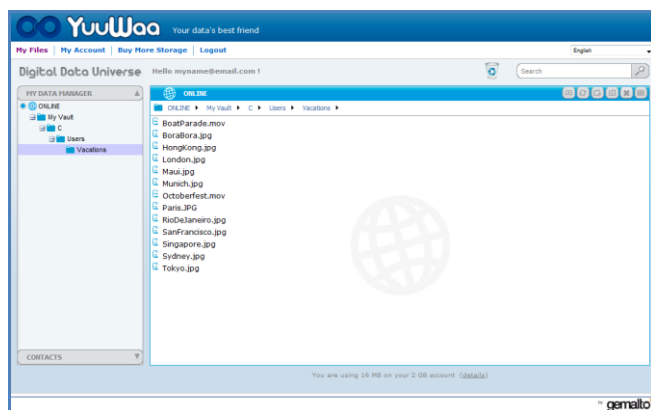 YuuWaa Your data's best friend
My Files | My Account | Buy More Storage | Logout English
Digital Data Universe Hello myname@email.com ! Search
MY DATA MANAGER
ONLINE
My Vault
C
Users
Vacations
CONTACTS
ONLINE
ONLINE My Vault C Users Vacations
BoatParade.mov
BoraBora.jpg
HongKong.jpg
London.jpg
Maui.jpg
Munich.jpg
Octoberfest.mov
Paris.JPG
RioDeJaneiro.jpg
SanFrancisco.jpg
Singapore.jpg
Sydney.jpg
Tokyo.jpg
You are using 16 MB on your 2 GB account (details)
by gemalto